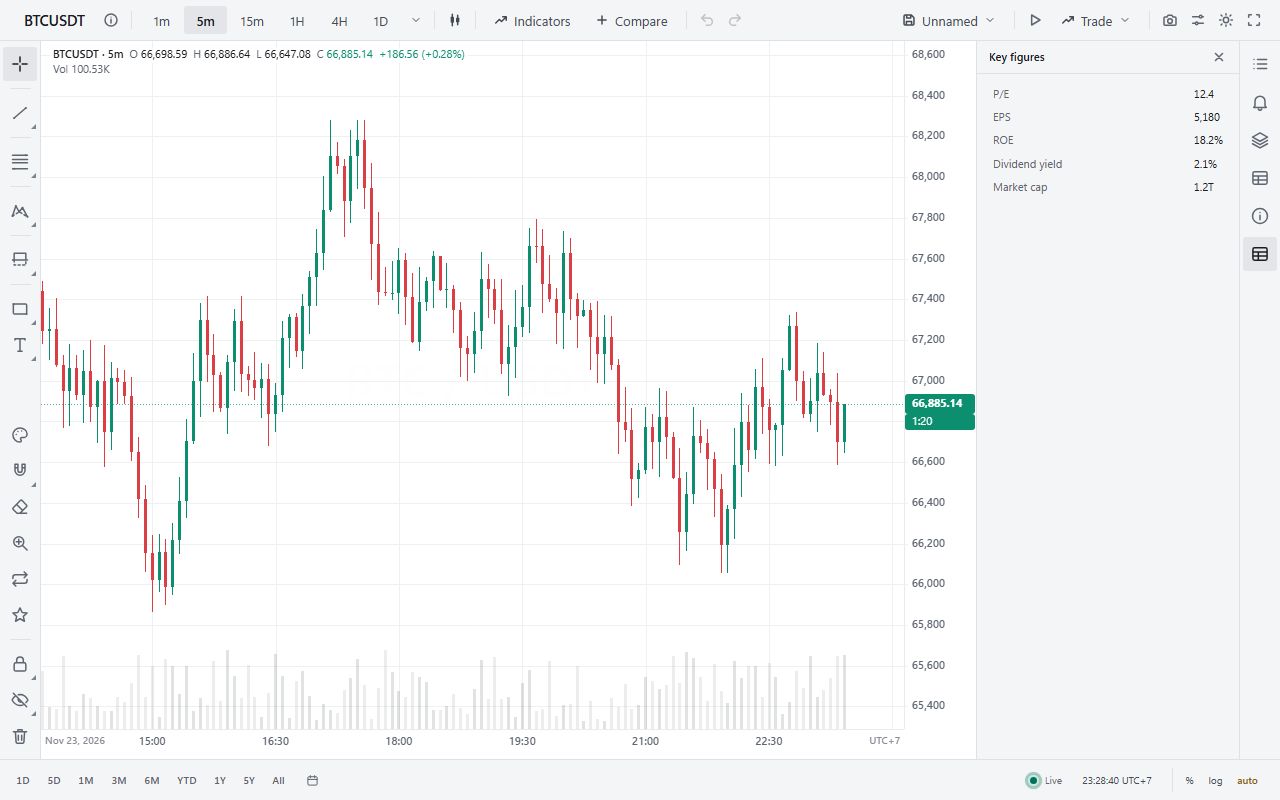 BTCUSDT 1m 5m 15m 1H 4H 1D Indicators Compare Unnamed Trade
BTCUSDT · 5m O 66,698.59 H 66,886.64 L 66,647.08 C 66,885.14 +186.56 (+0.28%)
Vol 100.53K
68,600
68,400
68,200
68,000
67,800
67,600
67,400
67,200
67,000
66,885.14
1:20
66,600
66,400
66,200
66,000
65,800
65,600
65,400
Nov 23, 2026 15:00 16:30 18:00 19:30 21:00 22:30 UTC+7
Key figures
P/E 12.4
EPS 5,180
ROE 18.2%
Dividend yield 2.1%
Market cap 1.2T
1D 5D 1M 3M 6M YTD 1Y 5Y All Live 23:28:40 UTC+7 % log auto